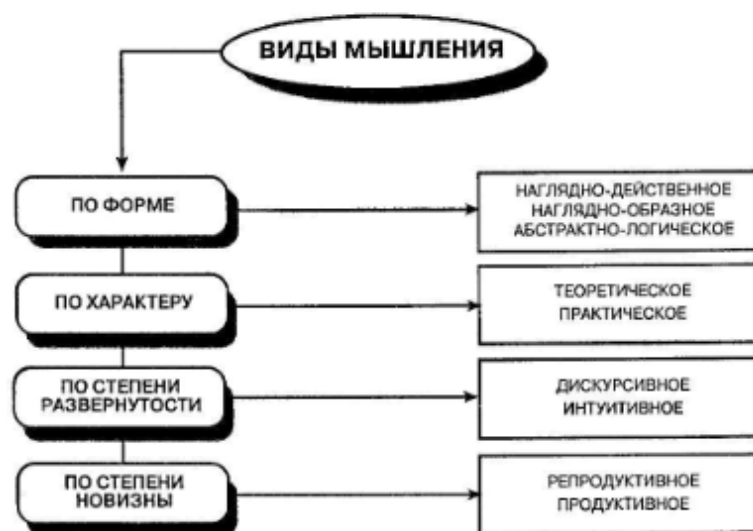 ВИДЫ МЫШЛЕНИЯ
ПО ФОРМЕ
НАГЛЯДНО-ДЕЙСТВЕННОЕ
НАГЛЯДНО-ОБРАЗНОЕ
АБСТРАКТНО-ЛОГИЧЕСКОЕ
ПО ХАРАКТЕРУ
ТЕОРЕТИЧЕСКОЕ
ПРАКТИЧЕСКОЕ
ПО СТЕПЕНИ
РАЗВЕРНУТОСТИ
ДИСКУРСИВНОЕ
ИНТУИТИВНОЕ
ПО СТЕПЕНИ
НОВИЗНЫ
РЕПРОДУКТИВНОЕ
ПРОДУКТИВНОЕ